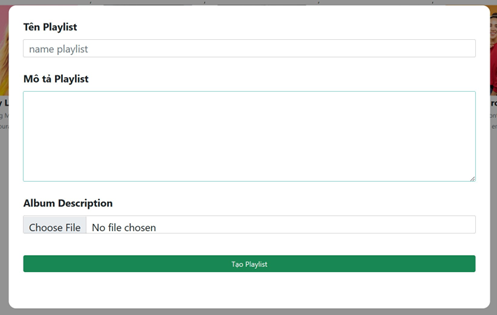 Tên Playlist
name playlist
Mô tả Playlist
Album Description
Choose File No file chosen
Tạo Playlist